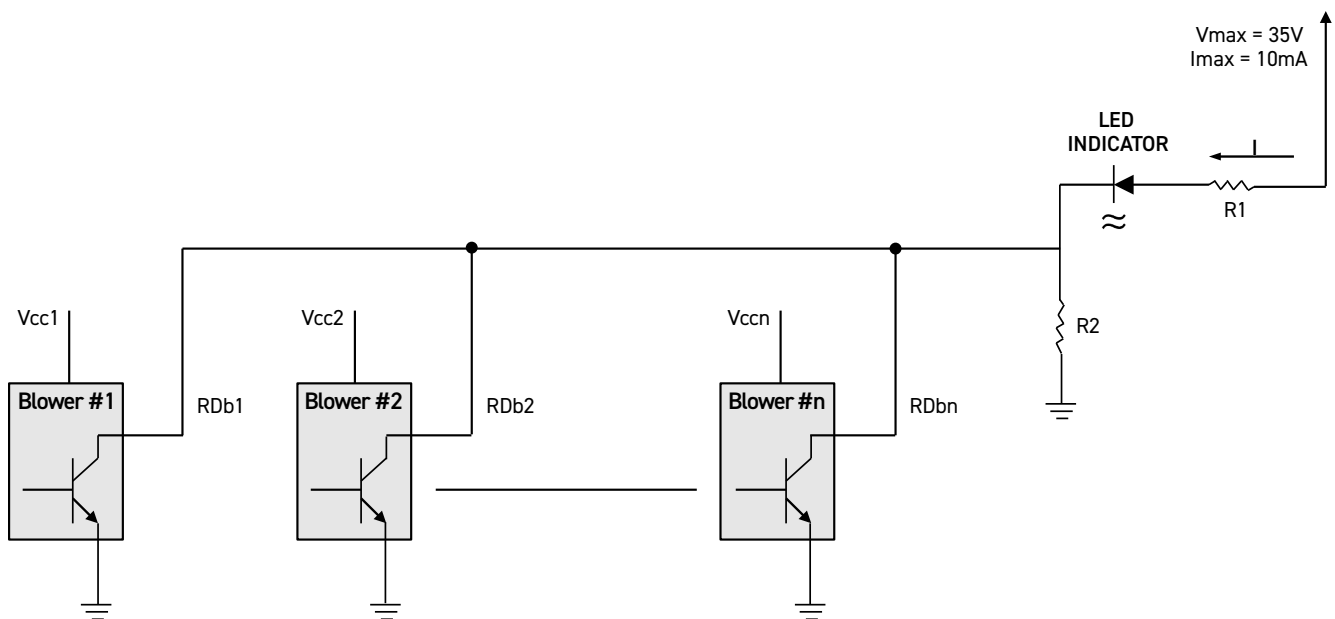 Vmax = 35V
Imax = 10mA
LED
INDICATOR
I
R1
Vcc1
Vcc2
Vccn
R2
Blower #1
RDb1
Blower #2
RDb2
Blower #n
RDbn